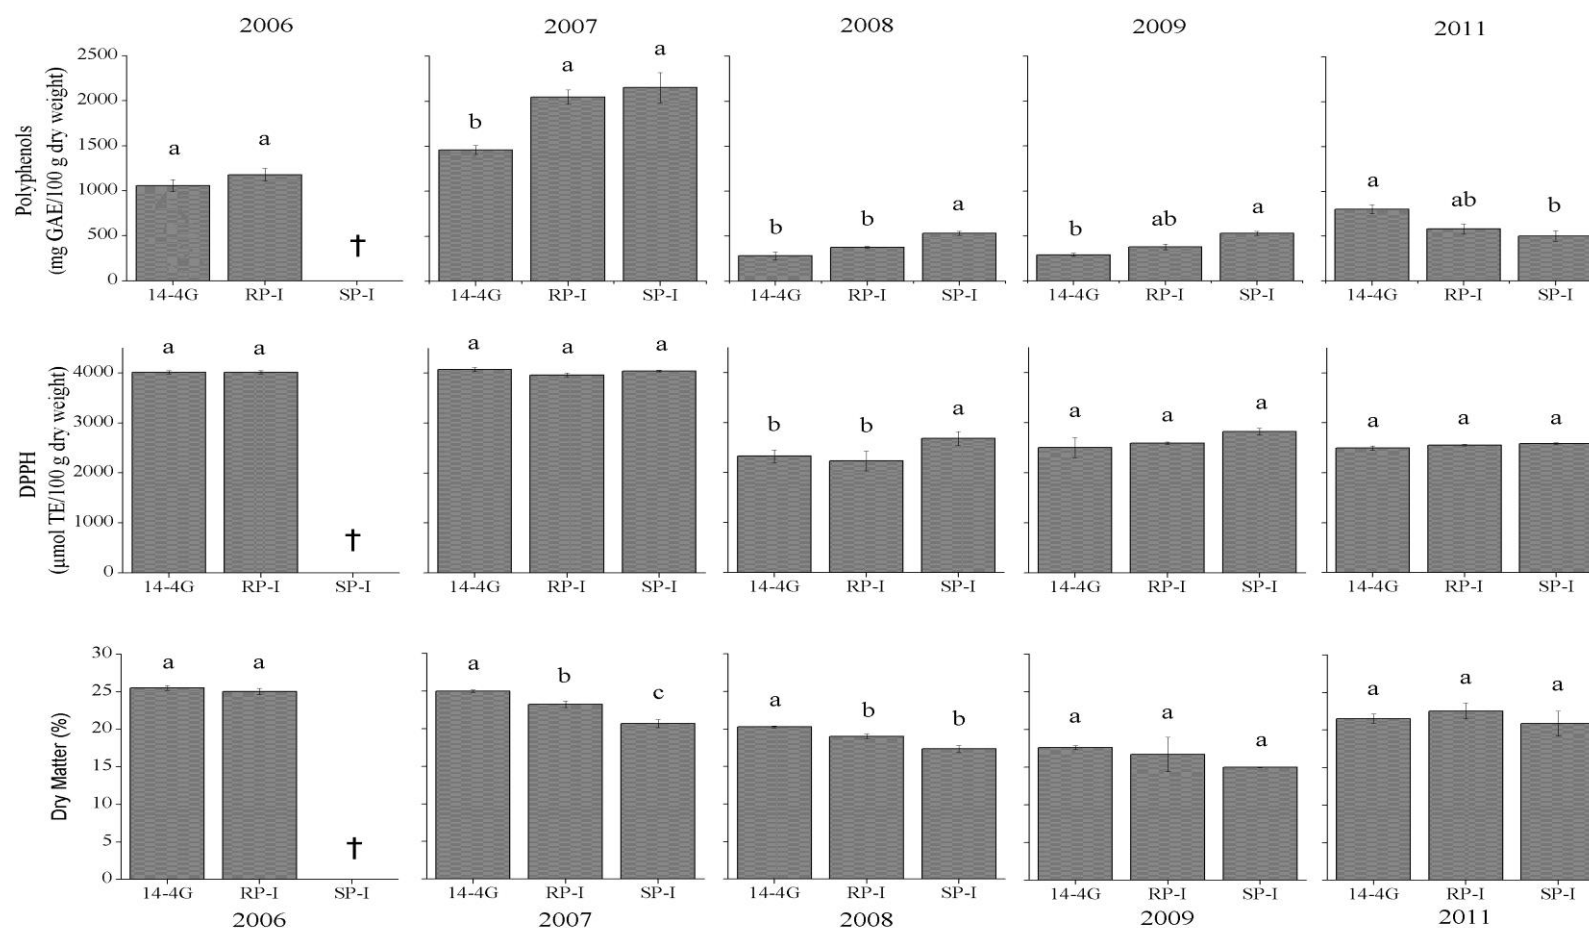 2006 2007 2008 2009 2011
Polyphenols
(mg GAE/100 g dry weight)
2500
2000
1500
1000
500
0
a a †
b a a
b b a
b ab a
a ab b
14-4G RP-I SP-I 14-4G RP-I SP-I 14-4G RP-I SP-I 14-4G RP-I SP-I 14-4G RP-I SP-I
DPPH
(µmol TE/100 g dry weight)
4000
3000
2000
1000
0
a a †
a a a
b b a
a a a
a a a
14-4G RP-I SP-I 14-4G RP-I SP-I 14-4G RP-I SP-I 14-4G RP-I SP-I 14-4G RP-I SP-I
Dry Matter (%)
30
25
20
15
10
5
0
a a †
a b c
a b b
a a a
a a a
14-4G RP-I SP-I 14-4G RP-I SP-I 14-4G RP-I SP-I 14-4G RP-I SP-I 14-4G RP-I SP-I
2006 2007 2008 2009 2011